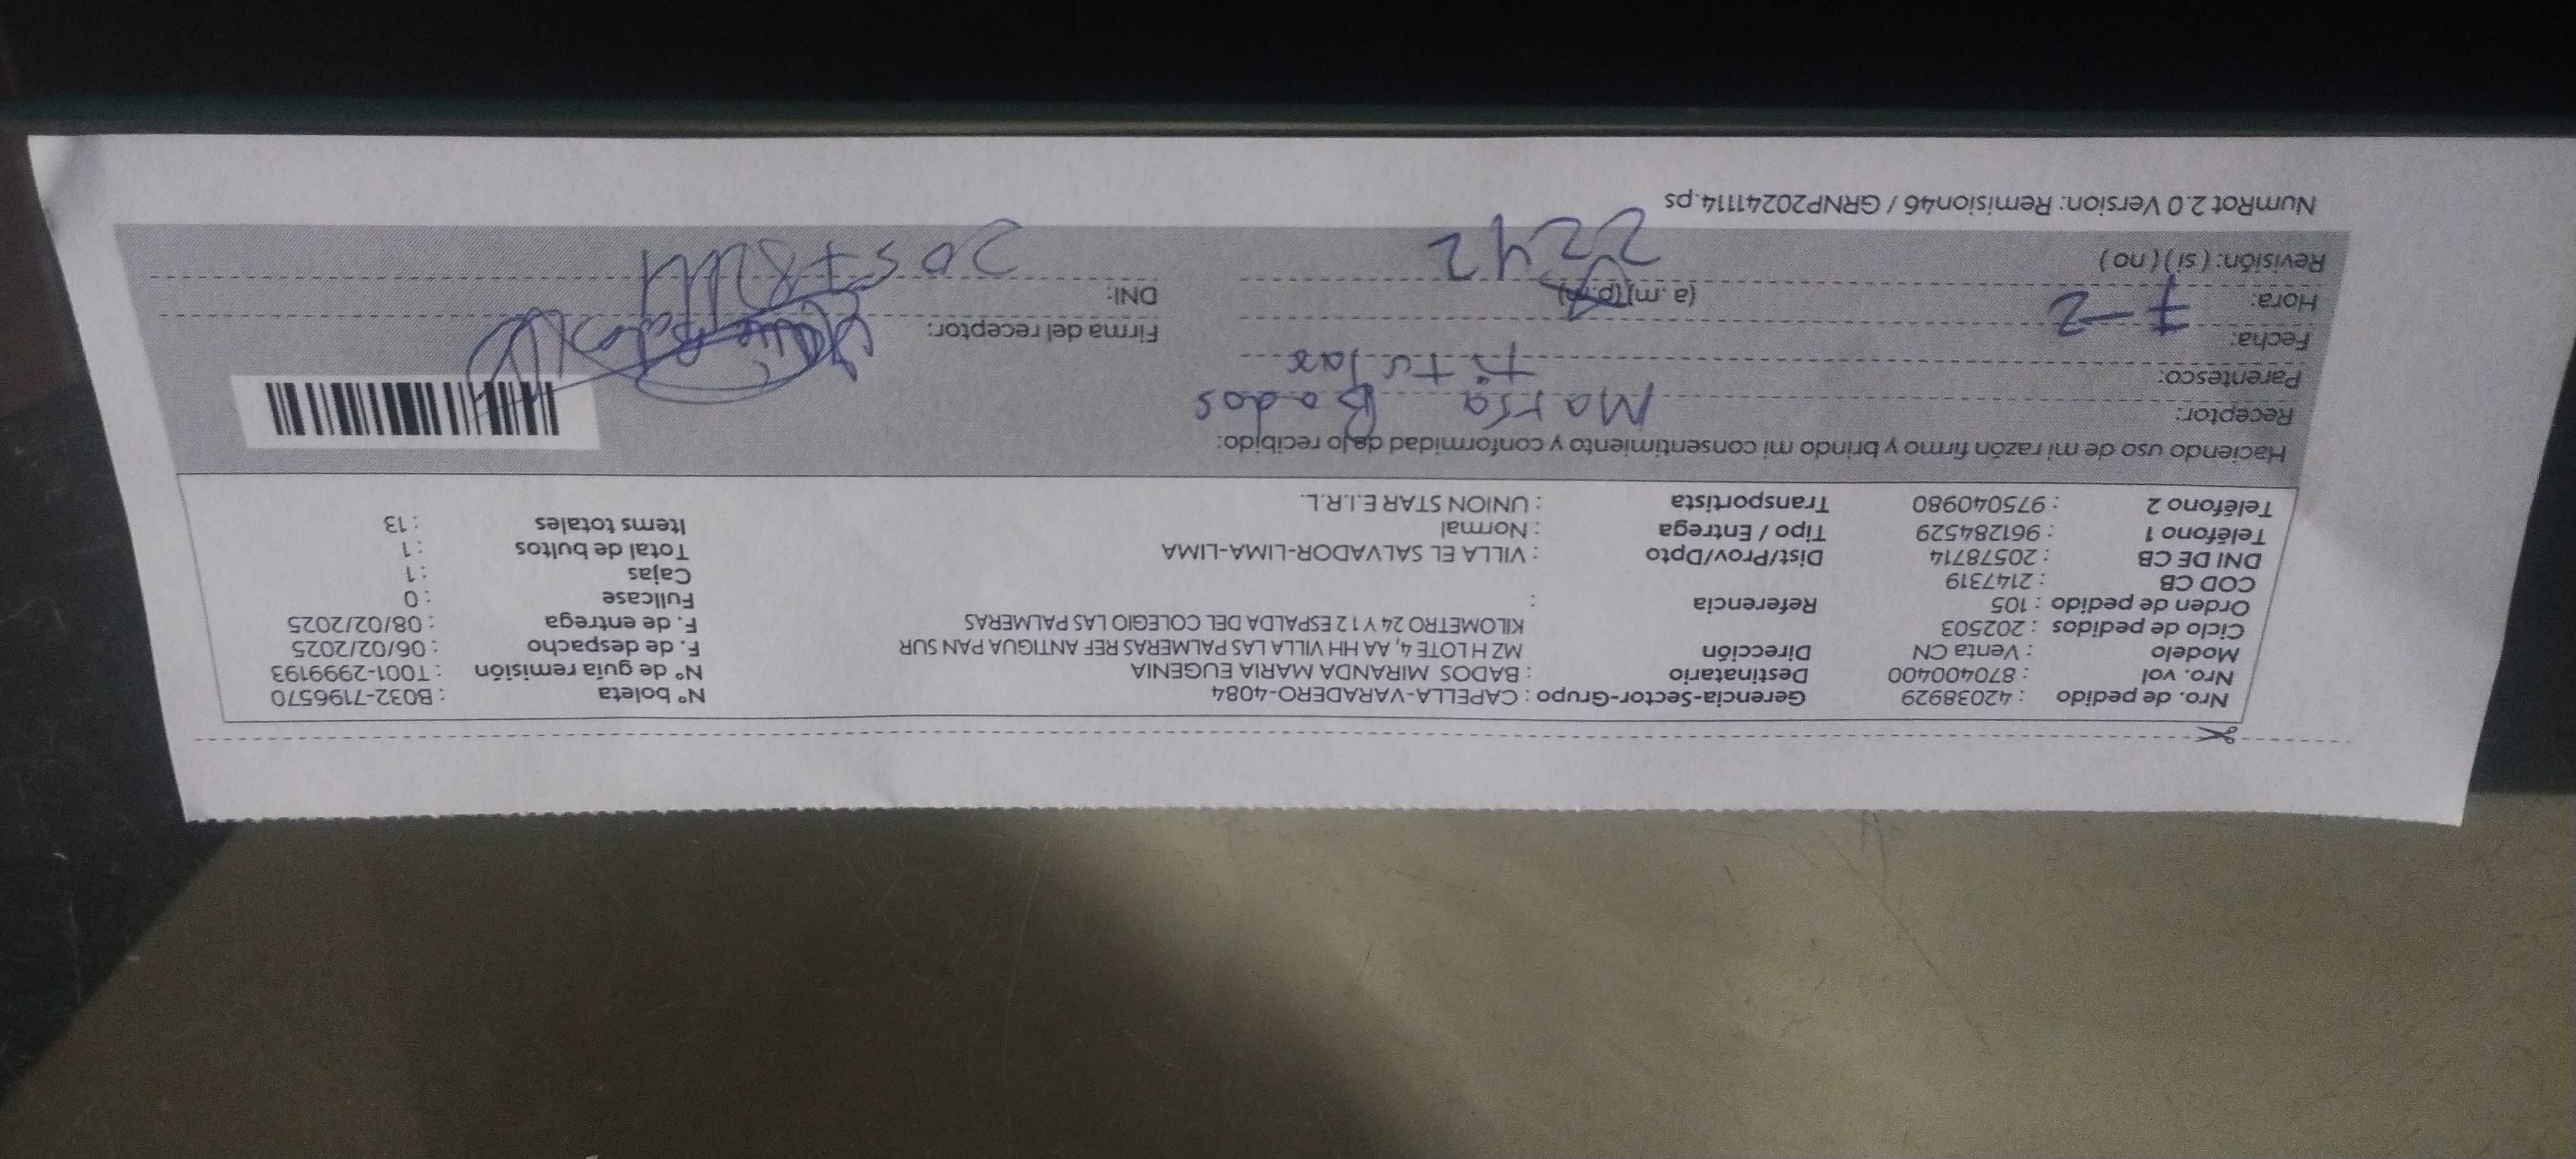 Nro. de pedido : 42038929 Gerencia-Sector-Grupo : CAPELLA-VARADERO-4084 N° boleta : B032-7196570
Nro. vol : 870400400 Destinatario : BADOS MIRANDA MARIA EUGENIA N° de guía remisión : T001-2999193
Modelo : Venta CN Dirección MZ H LOTE 4, AA HH VILLA LAS PALMERAS REF ANTIGUA PAN SUR F. de despacho : 06/02/2025
Ciclo de pedidos : 202503 KILOMETRO 24 Y 1 2 ESPALDA DEL COLEGIO LAS PALMERAS F. de entrega : 08/02/2025
Orden de pedido : 105 Referencia : Fullcase : 0
COD CB : 2147319 Cajas : 1
DNI DE CB : 20578714 Dist/Prov/Dpto : VILLA EL SALVADOR-LIMA-LIMA Total de bultos : 1
Teléfono 1 : 961284529 Tipo / Entrega : Normal Items totales : 13
Teléfono 2 : 975040980 Transportista : UNION STAR E.I.R.L.
Haciendo uso de mi razón firmo y brindo mi consentimiento y conformidad de lo recibido:
Receptor: María Bados
Parentesco: titular
Fecha: 7-2 Firma del receptor:
Hora: (a.m)(p.m) DNI: 20578714
Revisión: ( si ) ( no ) 2242
NumRot 2.0 Version: Remision46 / GRNP20241114.ps